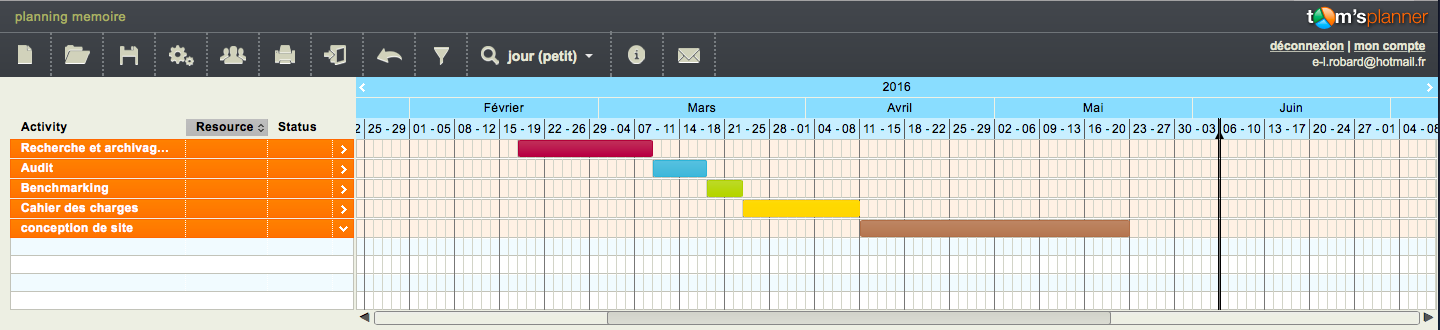 planning memoire
tom'splanner
jour (petit)
déconnexion | mon compte
e-l.robard@hotmail.fr
2016
Février Mars Avril Mai Juin
Activity Resource Status
2 25 - 29 01 - 05 08 - 12 15 - 19 22 - 26 29 - 04 07 - 11 14 - 18 21 - 25 28 - 01 04 - 08 11 - 15 18 - 22 25 - 29 02 - 06 09 - 13 16 - 20 23 - 27 30 - 03 06 - 10 13 - 17 20 - 24 27 - 01 04 - 08
Recherche et archivag...
Audit
Benchmarking
Cahier des charges
conception de site